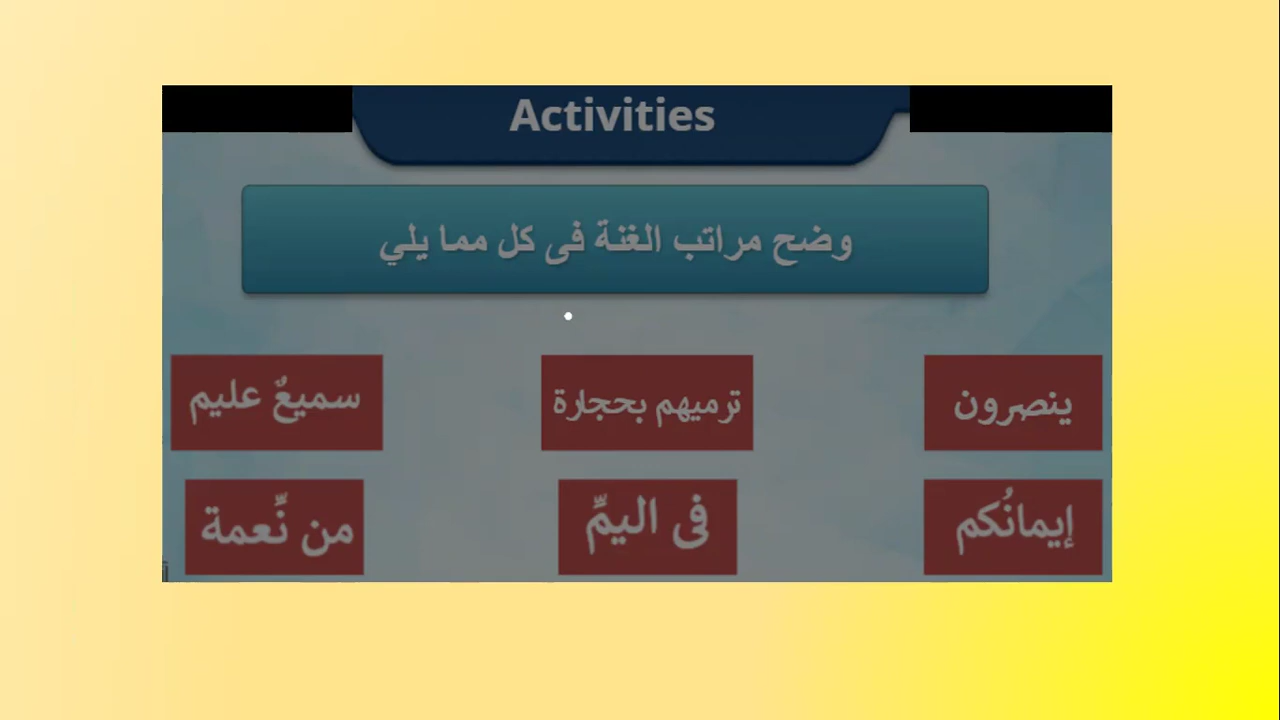 Activities
وضح مراتب الغنة فى كل مما يلي
ينصرون
ترميهم بحجارة
سميعٌ عليم
إيمانُكم
فى اليمِّ
من نِّعمة